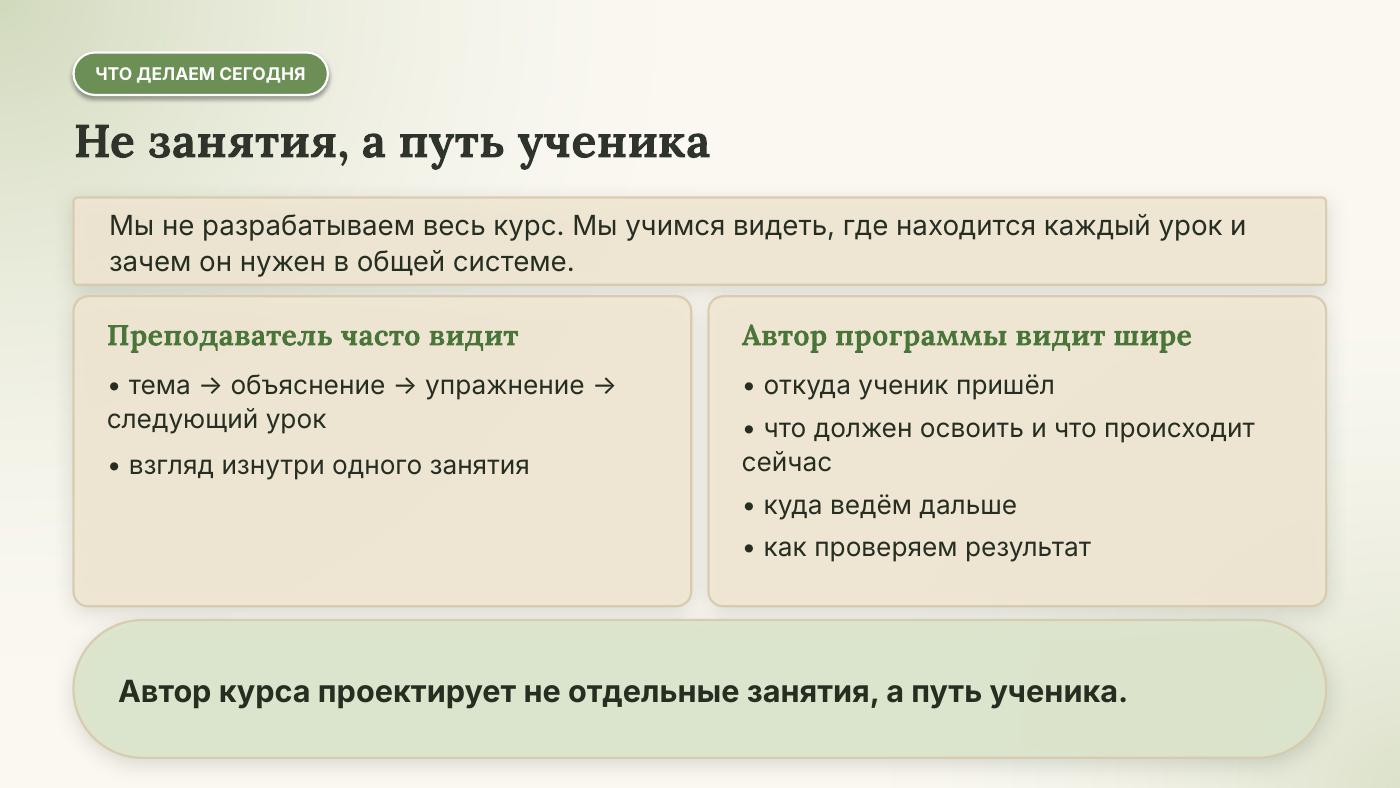 ЧТО ДЕЛАЕМ СЕГОДНЯ
Не занятия, а путь ученика
Мы не разрабатываем весь курс. Мы учимся видеть, где находится каждый урок и
зачем он нужен в общей системе.
Преподаватель часто видит
• тема → объяснение → упражнение →
следующий урок
• взгляд изнутри одного занятия
Автор программы видит шире
• откуда ученик пришёл
• что должен освоить и что происходит
сейчас
• куда ведём дальше
• как проверяем результат
Автор курса проектирует не отдельные занятия, а путь ученика.